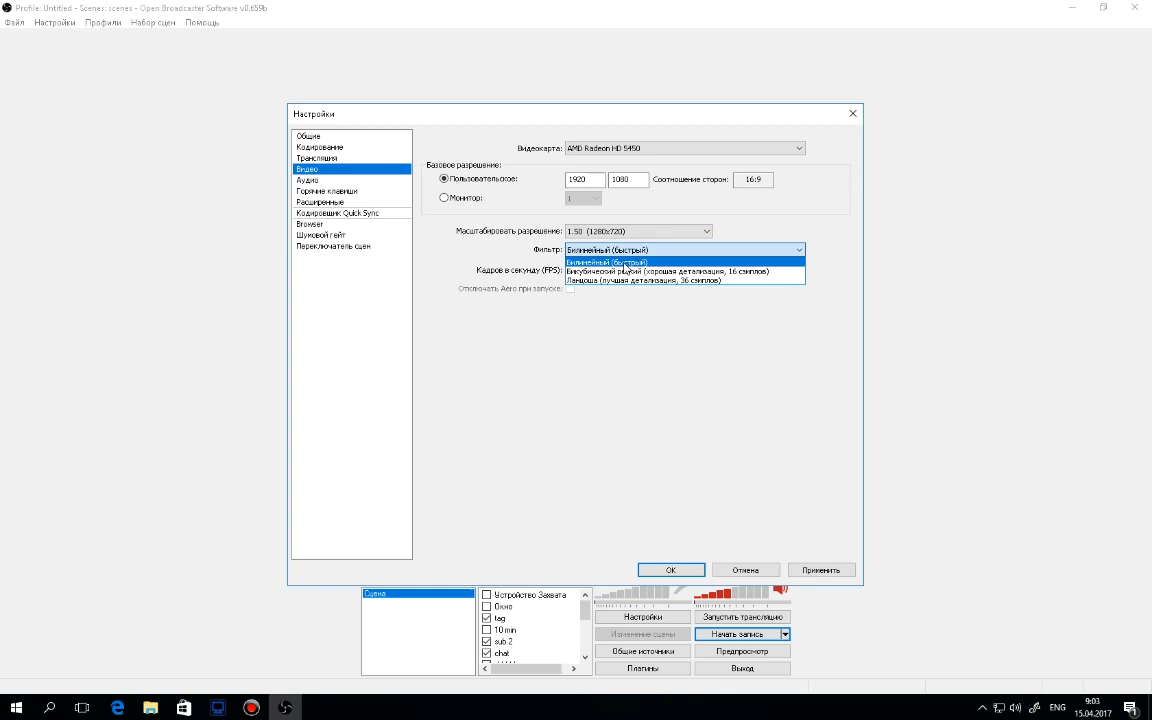 Profile: Untitled - Scenes: scenes - Open Broadcaster Software v0.659b
Файл Настройки Профили Набор сцен Помощь
Настройки
Общие
Кодирование
Трансляция
Видео
Аудио
Горячие клавиши
Расширенные
Кодировщик Quick Sync
Browser
Шумовой гейт
Переключатель сцен
Видеокарта: AMD Radeon HD 5450
Базовое разрешение:
Пользовательское: 1920 1080 Соотношение сторон: 16:9
Монитор: 1
Масштабировать разрешение: 1.50 (1280x720)
Фильтр: Билинейный (быстрый)
Билинейный (быстрый)
Кадров в секунду (FPS):
Бикубический резкий (хорошая детализация, 16 сэмплов)
Ланцоша (лучшая детализация, 36 сэмплов)
Отключать Aero при запуске:
OK Отмена Применить
Сцена
Устройство Захвата
Окно
tag
10 min
sub 2
chat
Настройки Запустить трансляцию
Изменение сцены Начать запись
Общие источники Предпросмотр
Плагины Выход
ENG
9:03
15.04.2017
1